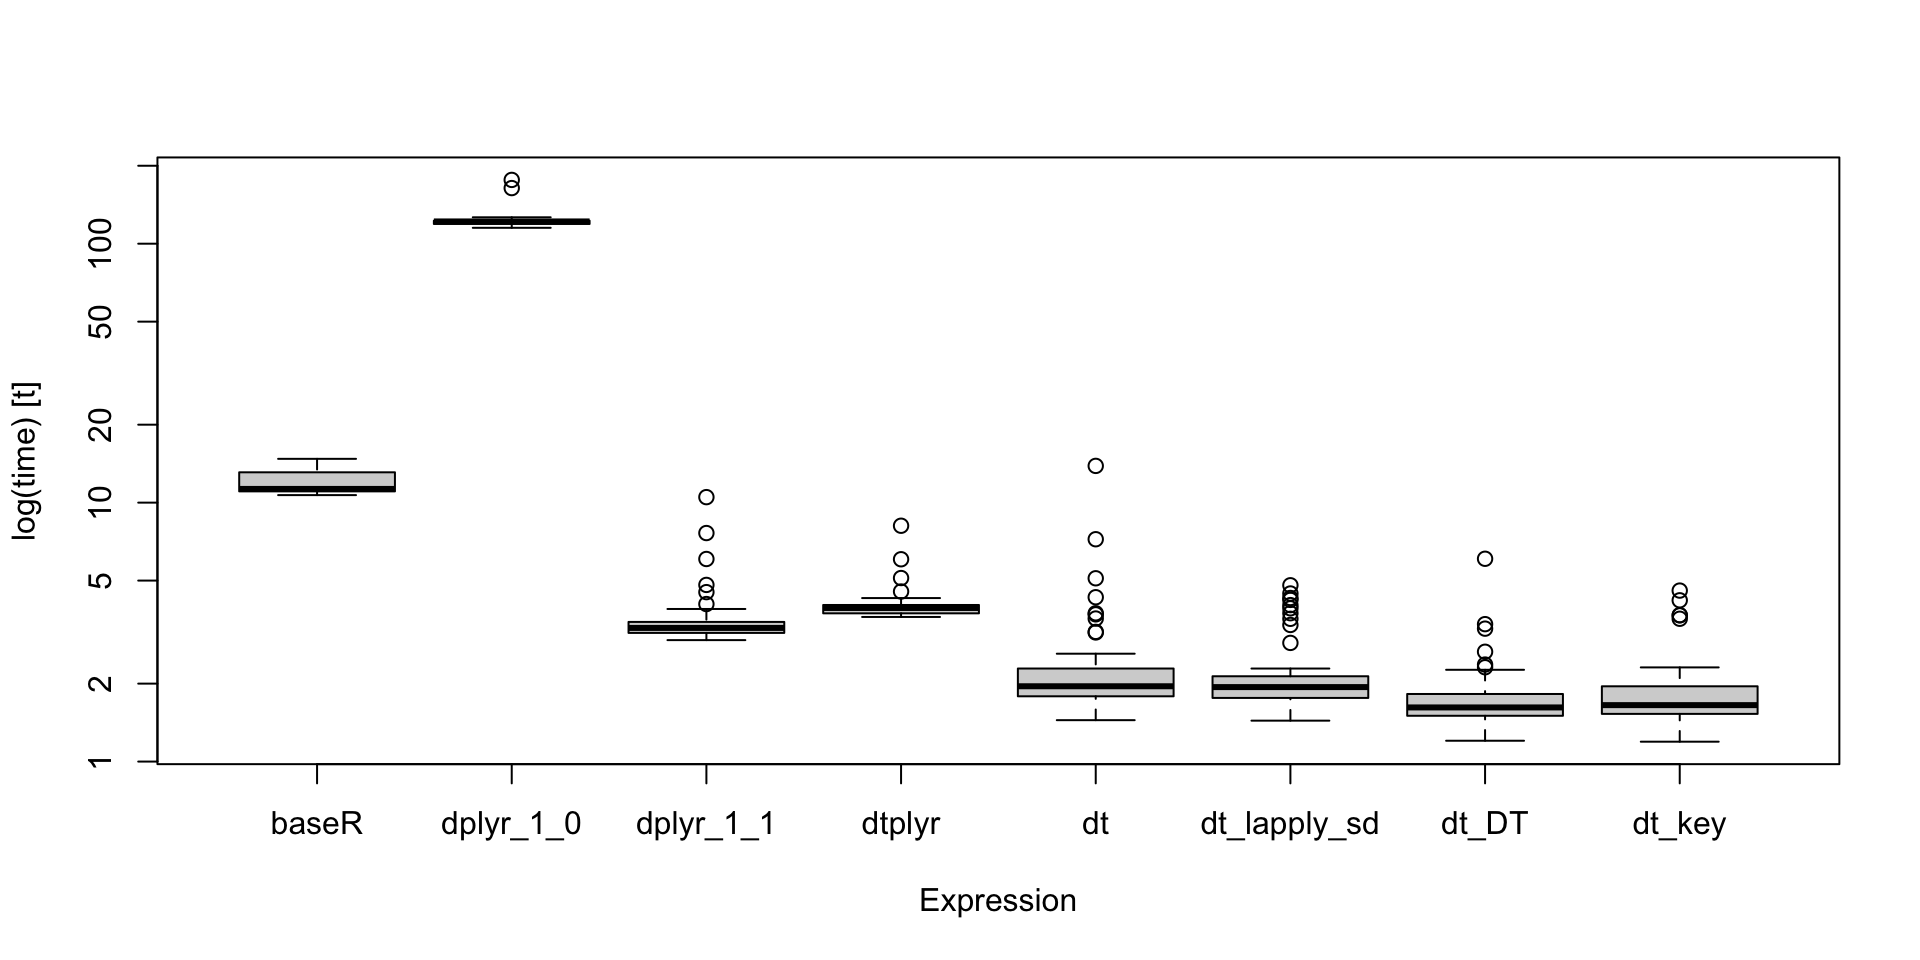 log(time) [t]
100
50
20
10
5
2
1
baseR
dplyr_1_0
dplyr_1_1
dtplyr
dt
dt_lapply_sd
dt_DT
dt_key
Expression